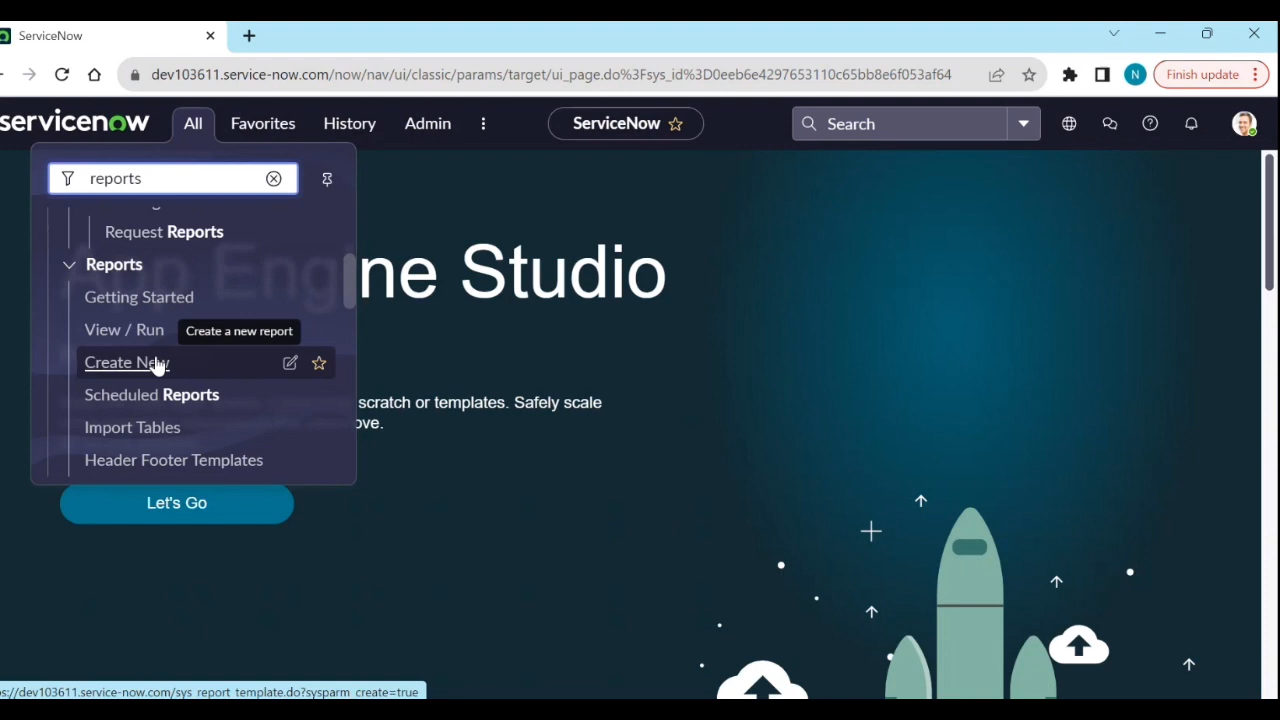 ServiceNow
dev103611.service-now.com/now/nav/ui/classic/params/target/ui_page.do%3Fsys_id%3D0eeb6e4297653110c65bb8e6f053af64
N
Finish update
servicenow
All
Favorites
History
Admin
ServiceNow
Search
reports
Request Reports
Reports
App Engine Studio
Getting Started
View / Run
Create a new report
Create New
Scheduled Reports
scratch or templates. Safely scale
Import Tables
ove.
Header Footer Templates
Let's Go
ps://dev103611.service-now.com/sys_report_template.do?sysparm_create=true